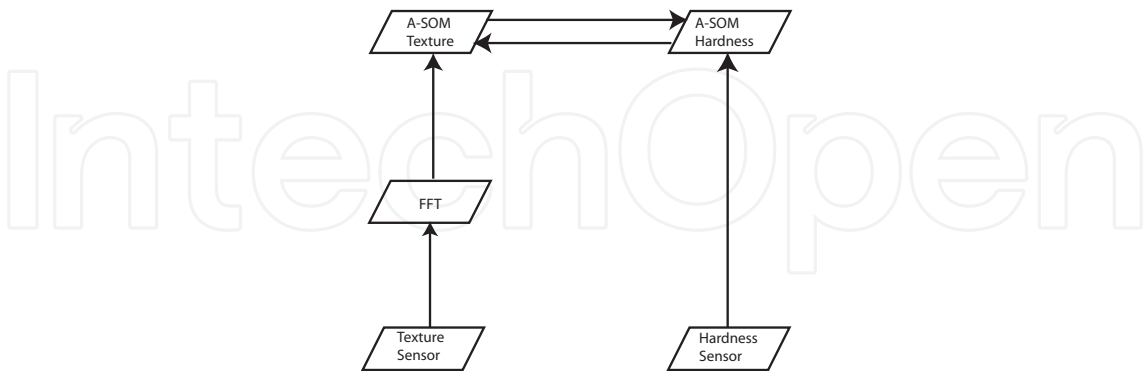 A-SOM
Texture
A-SOM
Hardness
IntechOpen
FFT
Texture
Sensor
Hardness
Sensor